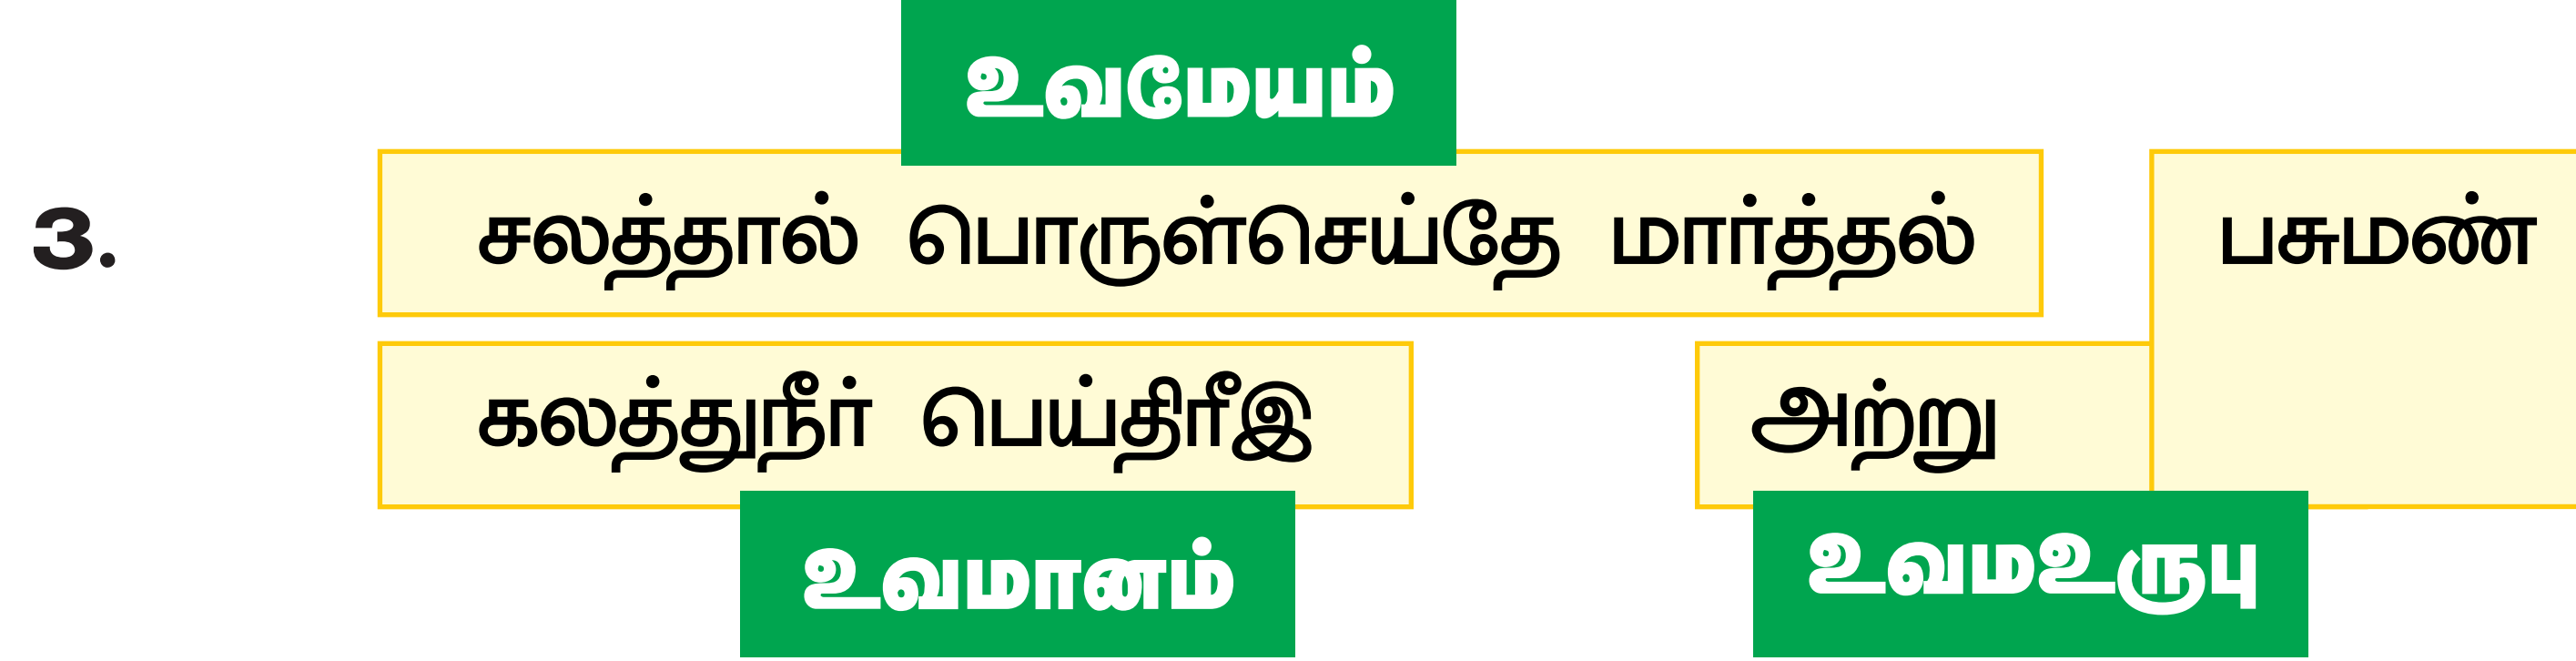 உவமேயம்
3. சலத்தால் பொருள்செய்தே மார்த்தல் பசுமண்
கலத்துநீர் பெய்திரீஇ அற்று
உவமானம் உவமஉருபு